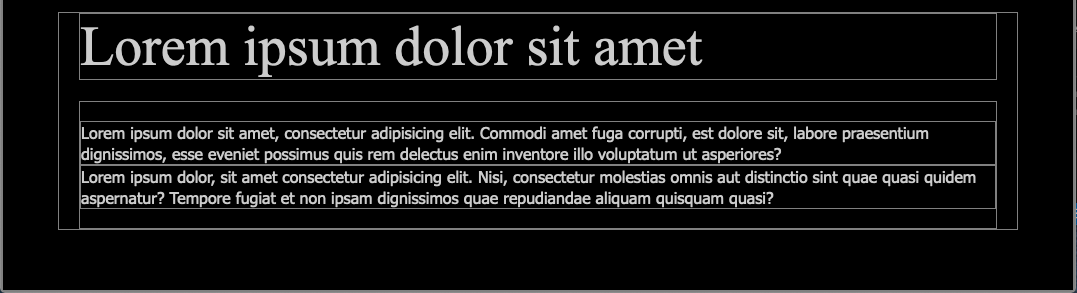 Lorem ipsum dolor sit amet
Lorem ipsum dolor sit amet, consectetur adipisicing elit. Commodi amet fuga corrupti, est dolore sit, labore praesentium
dignissimos, esse eveniet possimus quis rem delectus enim inventore illo voluptatum ut asperiores?
Lorem ipsum dolor, sit amet consectetur adipisicing elit. Nisi, consectetur molestias omnis aut distinctio sint quae quasi quidem
aspernatur? Tempore fugiat et non ipsam dignissimos quae repudiandae aliquam quisquam quasi?